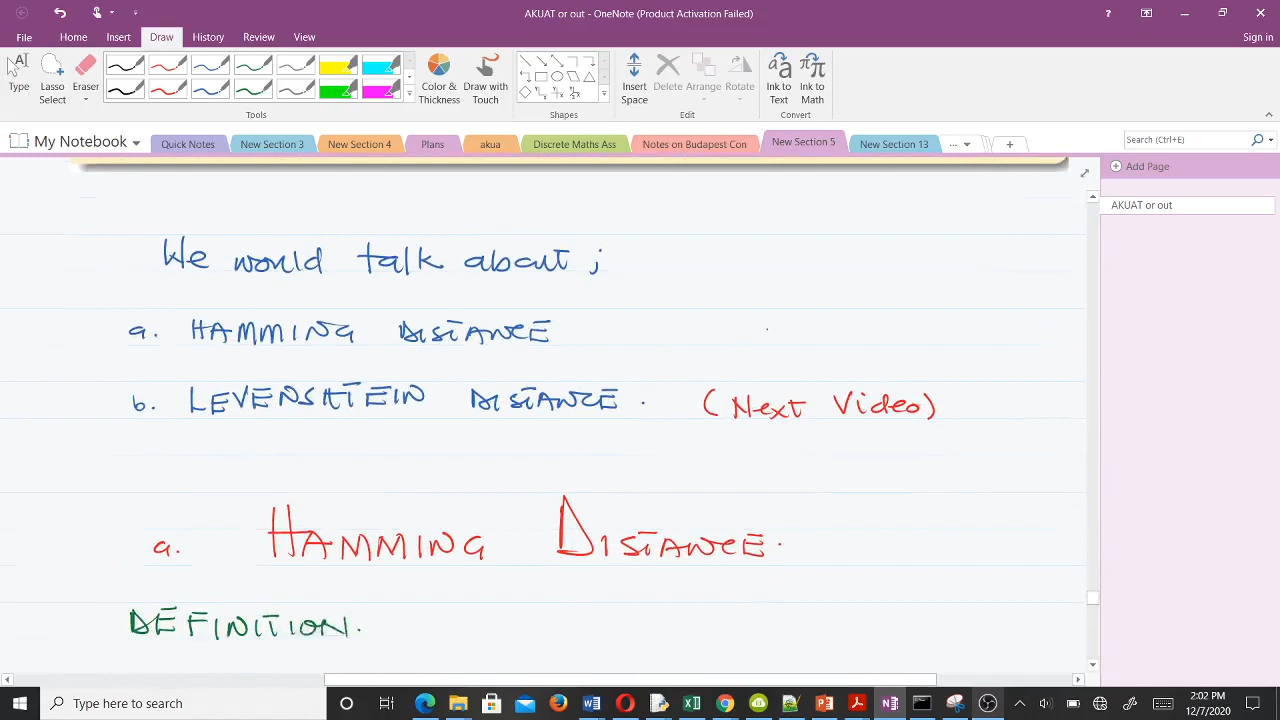 AKUAT or out - OneNote (Product Activation Failed)
?
File Home Insert Draw History Review View
Sign in
Type
Lasso Select
Eraser
Color & Thickness
Draw with Touch
Insert Space
Delete
Arrange
Rotate
Ink to Text
Ink to Math
Tools
Shapes
Edit
Convert
My Notebook
Quick Notes
New Section 3
New Section 4
Plans
akua
Discrete Maths Ass
Notes on Budapest Con
New Section 5
New Section 13
...
Search (Ctrl+E)
Add Page
AKUAT or out
We would talk about ;
a. HAMMING DISTANCE
b. LEVENSHTEIN DISTANCE . (Next Video)
a. HAMMING DISTANCE.
DEFINITION.
Type here to search
2:02 PM
12/7/2020